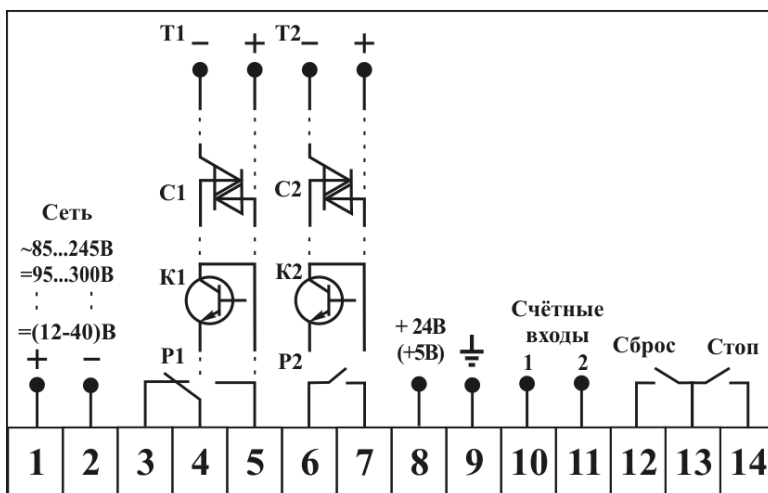 T1 − + T2 − +
C1 C2
Сеть
~85...245В
=95...300В
K1 K2
=(12-40)В
+ −
P1 P2
+ 24В
(+5В)
Счётные
входы
1 2
Сброс Стоп
1 2 3 4 5 6 7 8 9 10 11 12 13 14